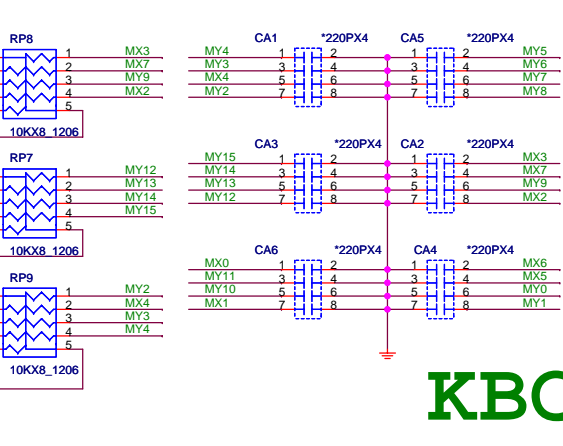 RP8
1 MX3
2 MX7
3 MY9
4 MX2
5
10KX8_1206
RP7
1 MY12
2 MY13
3 MY14
4 MY15
5
10KX8_1206
RP9
1 MY2
2 MX4
3 MY3
4 MY4
5
10KX8_1206
CA1 *220PX4
MY4 1 2
MY3 3 4
MX4 5 6
MY2 7 8
CA5 *220PX4
1 2 MY5
3 4 MY6
5 6 MY7
7 8 MY8
CA3 *220PX4
MY15 1 2
MY14 3 4
MY13 5 6
MY12 7 8
CA2 *220PX4
1 2 MX3
3 4 MX7
5 6 MY9
7 8 MX2
CA6 *220PX4
MX0 1 2
MY11 3 4
MY10 5 6
MX1 7 8
CA4 *220PX4
1 2 MX6
3 4 MX5
5 6 MY0
7 8 MY1
KBC